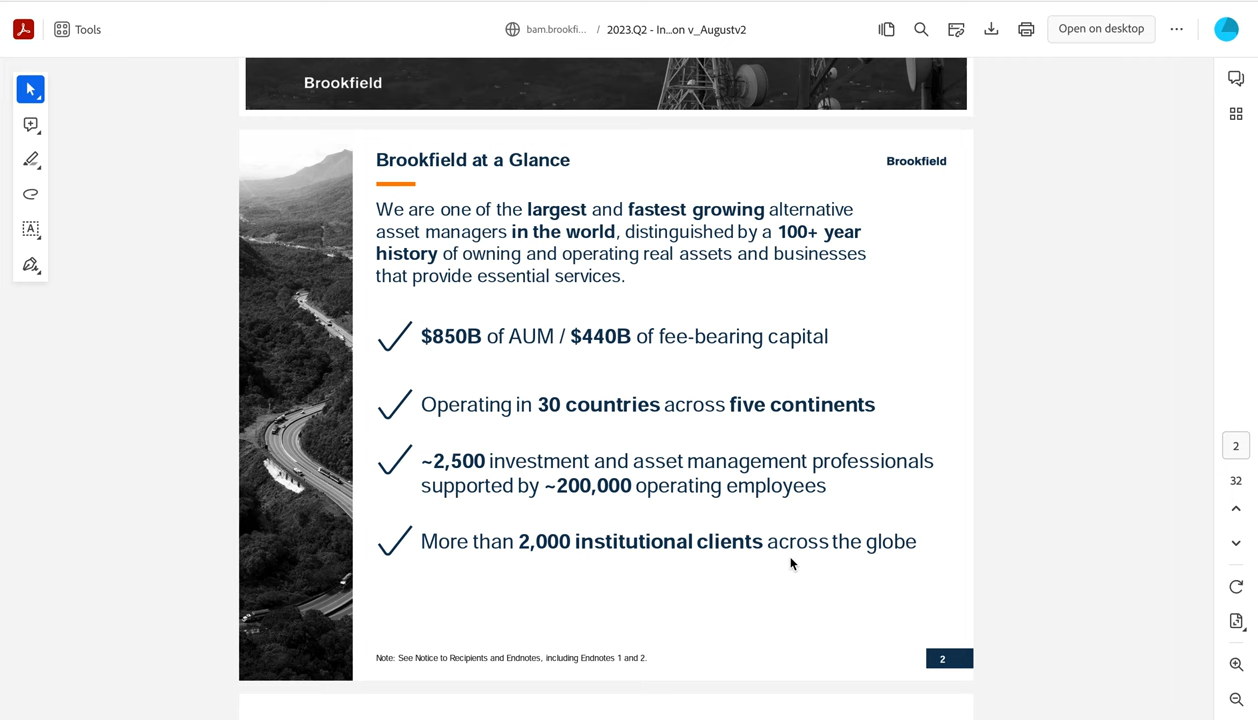 Tools
bam.brookfi... / 2023.Q2 - In...on v_Augustv2
Open on desktop
Brookfield
Brookfield at a Glance
Brookfield
We are one of the largest and fastest growing alternative
asset managers in the world, distinguished by a 100+ year
history of owning and operating real assets and businesses
that provide essential services.
$850B of AUM / $440B of fee-bearing capital
Operating in 30 countries across five continents
~2,500 investment and asset management professionals
supported by ~200,000 operating employees
More than 2,000 institutional clients across the globe
Note: See Notice to Recipients and Endnotes, including Endnotes 1 and 2.
2
2
32